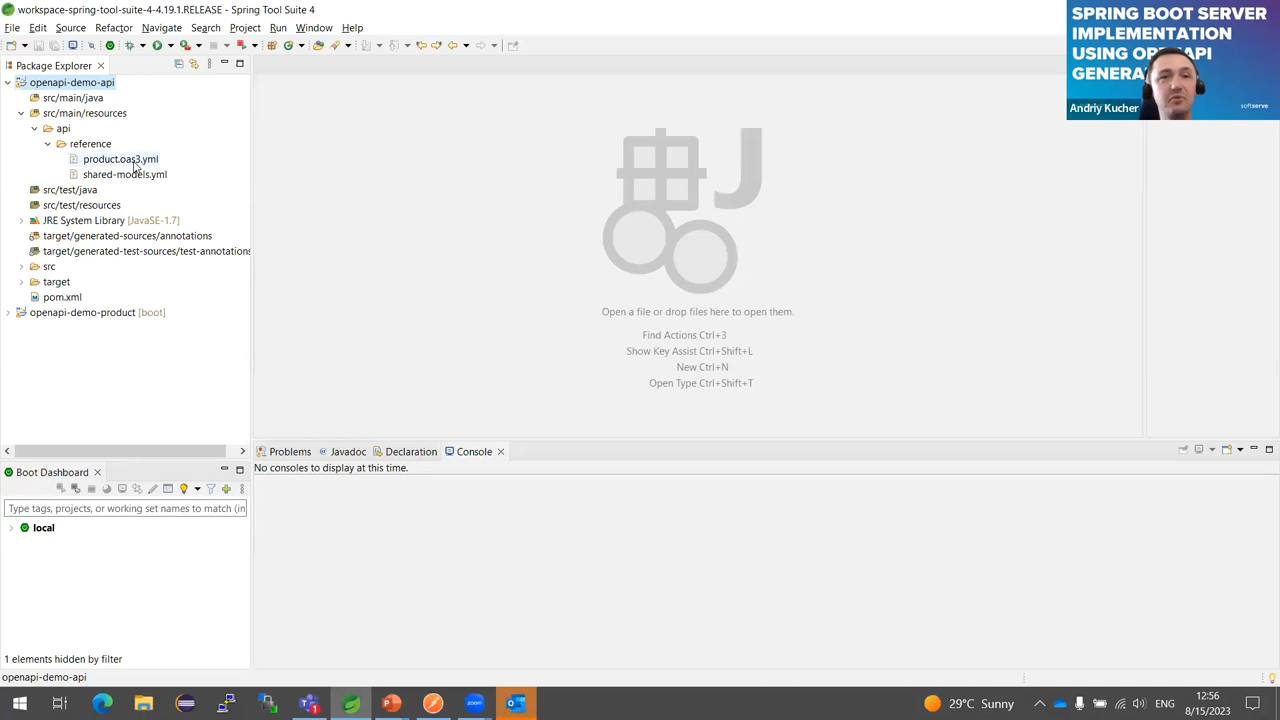 workspace-spring-tool-suite-4-4.19.1.RELEASE - Spring Tool Suite 4
File Edit Source Refactor Navigate Search Project Run Window Help
SPRING BOOT SERVER
IMPLEMENTATION
USING OP API
GENERA
Andriy Kucher
softserve
Package Explorer
openapi-demo-api
src/main/java
src/main/resources
api
reference
product.oas3.yml
shared-models.yml
src/test/java
src/test/resources
JRE System Library [JavaSE-1.7]
target/generated-sources/annotations
target/generated-test-sources/test-annotations
src
target
pom.xml
openapi-demo-product [boot]
Open a file or drop files here to open them.
Find Actions Ctrl+3
Show Key Assist Ctrl+Shift+L
New Ctrl+N
Open Type Ctrl+Shift+T
Problems Javadoc Declaration Console
No consoles to display at this time.
Boot Dashboard
Type tags, projects, or working set names to match (in
local
1 elements hidden by filter
openapi-demo-api
29°C Sunny
ENG
12:56
8/15/2023